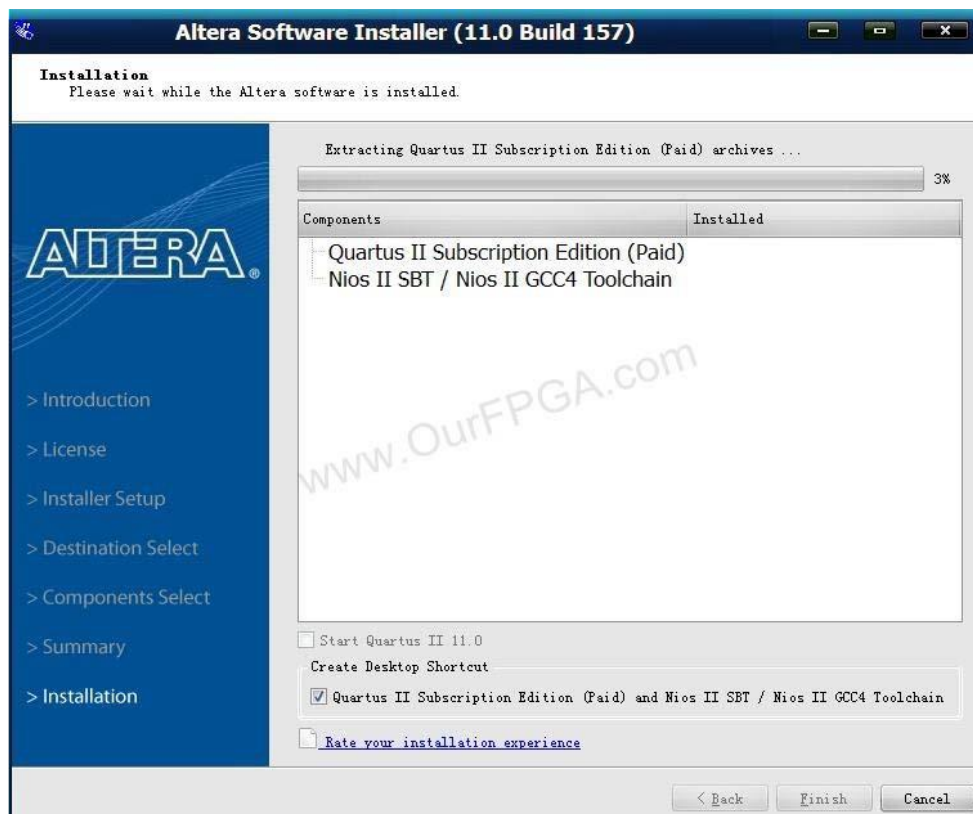 Altera Software Installer (11.0 Build 157)
Installation
Please wait while the Altera software is installed.
Extracting Quartus II Subscription Edition (Paid) archives ...
3%
Components Installed
Quartus II Subscription Edition (Paid)
Nios II SBT / Nios II GCC4 Toolchain
ALTERA®
www.OurFPGA.com
> Introduction
> License
> Installer Setup
> Destination Select
> Components Select
> Summary
> Installation
Start Quartus II 11.0
Create Desktop Shortcut
Quartus II Subscription Edition (Paid) and Nios II SBT / Nios II GCC4 Toolchain
Rate your installation experience
< Back Finish Cancel